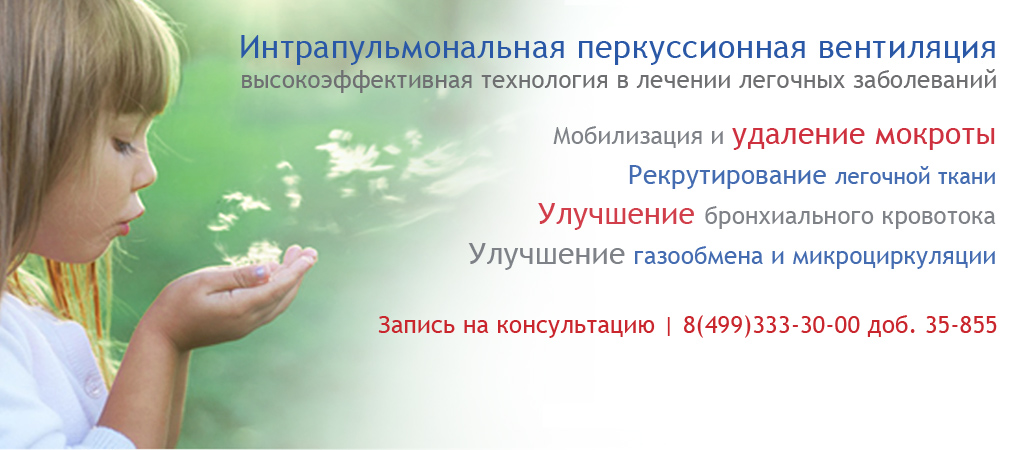 Интрапульмональная перкуссионная вентиляция
высокоэффективная технология в лечении легочных заболеваний
Мобилизация и удаление мокроты
Рекрутирование легочной ткани
Улучшение бронхиального кровотока
Улучшение газообмена и микроциркуляции
Запись на консультацию | 8(499)333-30-00 доб. 35-855